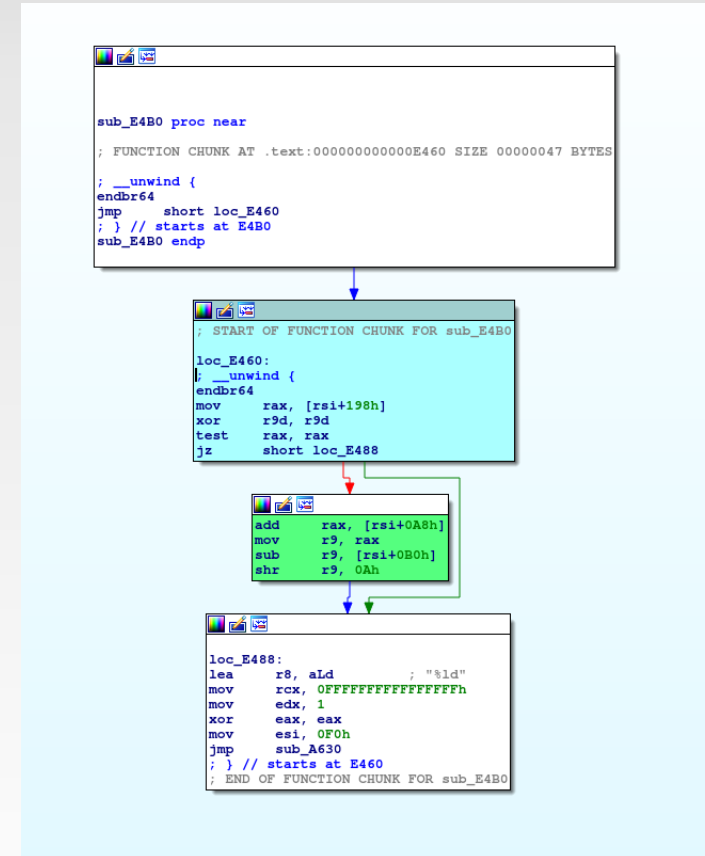 sub_E4B0 proc near
; FUNCTION CHUNK AT .text:000000000000E460 SIZE 00000047 BYTES
; __unwind {
endbr64
jmp     short loc_E460
; } // starts at E4B0
sub_E4B0 endp
; START OF FUNCTION CHUNK FOR sub_E4B0
loc_E460:
; __unwind {
endbr64
mov     rax, [rsi+198h]
xor     r9d, r9d
test    rax, rax
jz      short loc_E488
add     rax, [rsi+0A8h]
mov     r9, rax
sub     r9, [rsi+0B0h]
shr     r9, 0Ah
loc_E488:
lea     r8, aLd         ; "%ld"
mov     rcx, 0FFFFFFFFFFFFFFFFh
mov     edx, 1
xor     eax, eax
mov     esi, 0F0h
jmp     sub_A630
; } // starts at E460
; END OF FUNCTION CHUNK FOR sub_E4B0